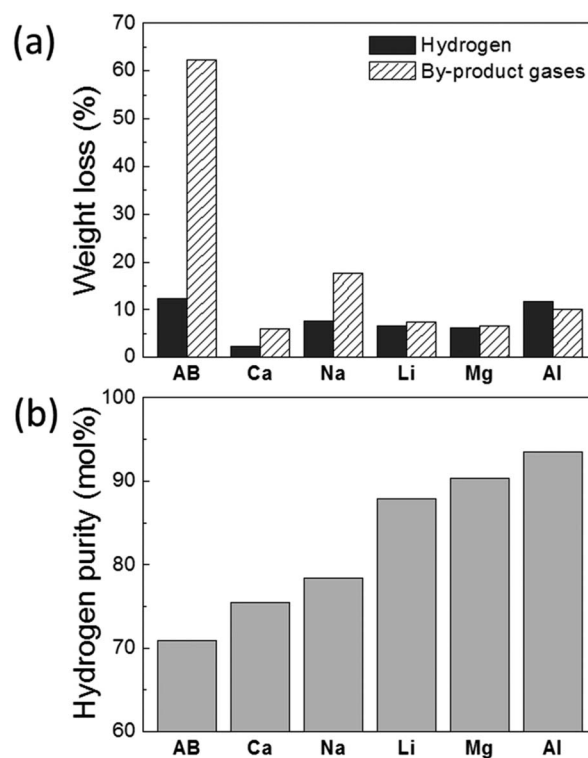 (a)
Weight loss (%)
70
60
50
40
30
20
10
0
Hydrogen
By-product gases
AB Ca Na Li Mg Al
(b)
Hydrogen purity (mol%)
100
90
80
70
60
AB Ca Na Li Mg Al